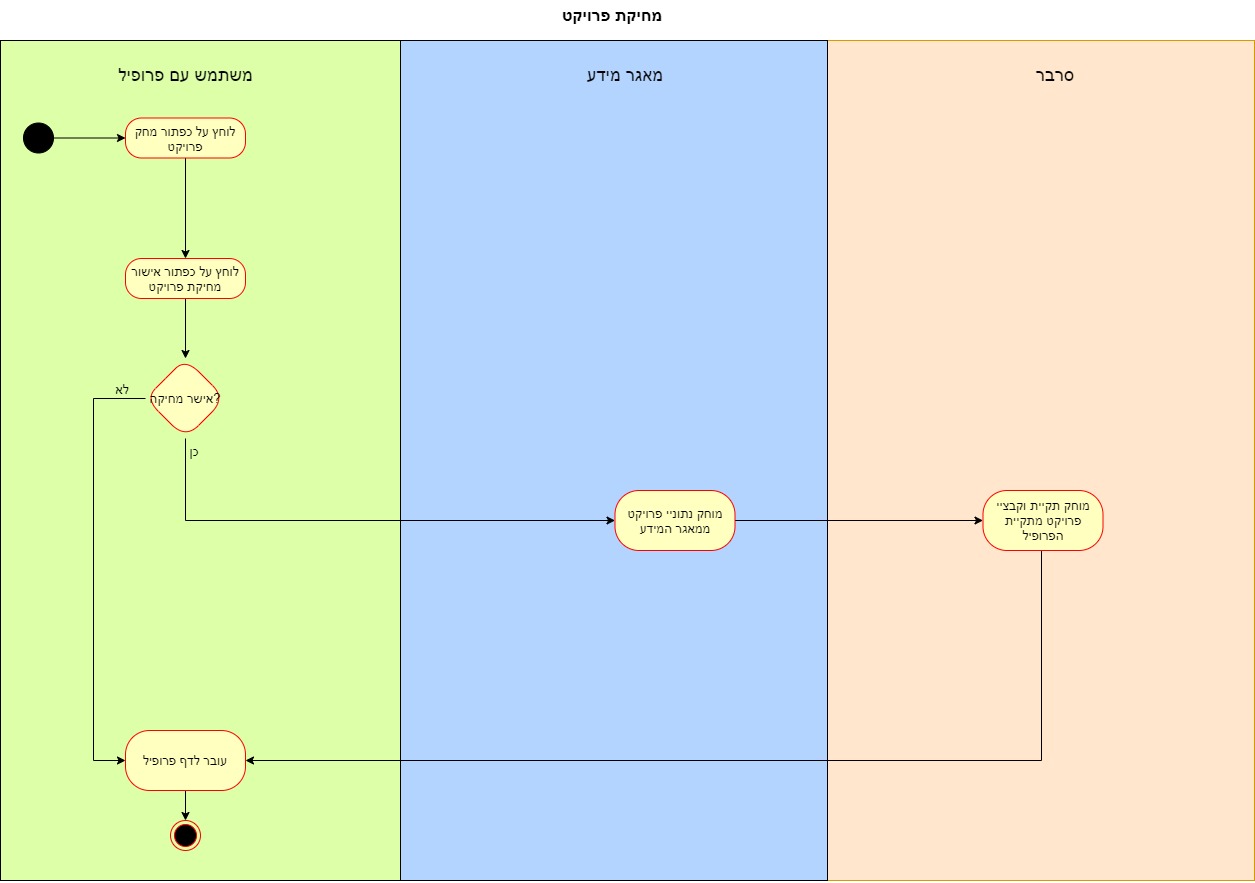 מחיקת פרויקט
משתמש עם פרופיל
מאגר מידע
סרבר
לוחץ על כפתור מחק
פרויקט
לוחץ על כפתור אישור
מחיקת פרויקט
אישר מחיקה?
לא
כן
מוחק נתוניי פרויקט
ממאגר המידע
מוחק תקיית וקבציי
פרויקט מתקיית
הפרופיל
עובר לדף פרופיל